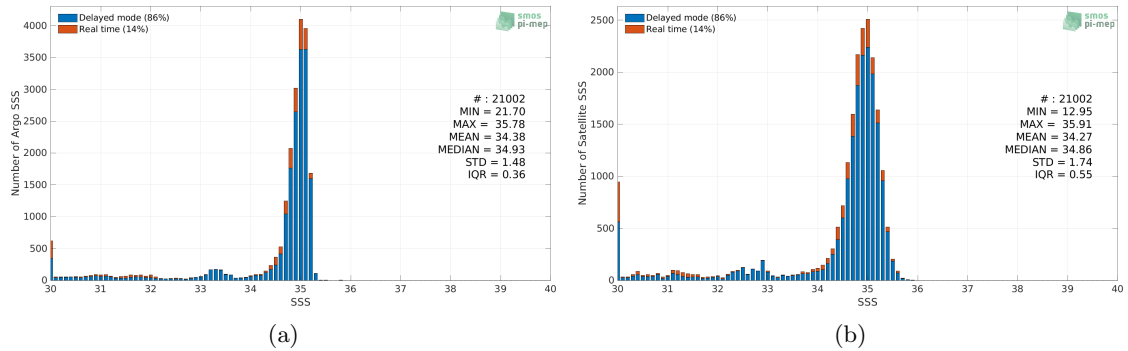 Delayed mode (86%)
Real time (14%)
smos
pi-mep
4000
3500
3000
2500
2000
1500
1000
500
0
Number of Argo SSS
# : 21002
MIN = 21.70
MAX = 35.78
MEAN = 34.38
MEDIAN = 34.93
STD = 1.48
IQR = 0.36
30 31 32 33 34 35 36 37 38 39 40
SSS
(a)
Delayed mode (86%)
Real time (14%)
smos
pi-mep
2500
2000
1500
1000
500
0
Number of Satellite SSS
# : 21002
MIN = 12.95
MAX = 35.91
MEAN = 34.27
MEDIAN = 34.86
STD = 1.74
IQR = 0.55
30 31 32 33 34 35 36 37 38 39 40
SSS
(b)